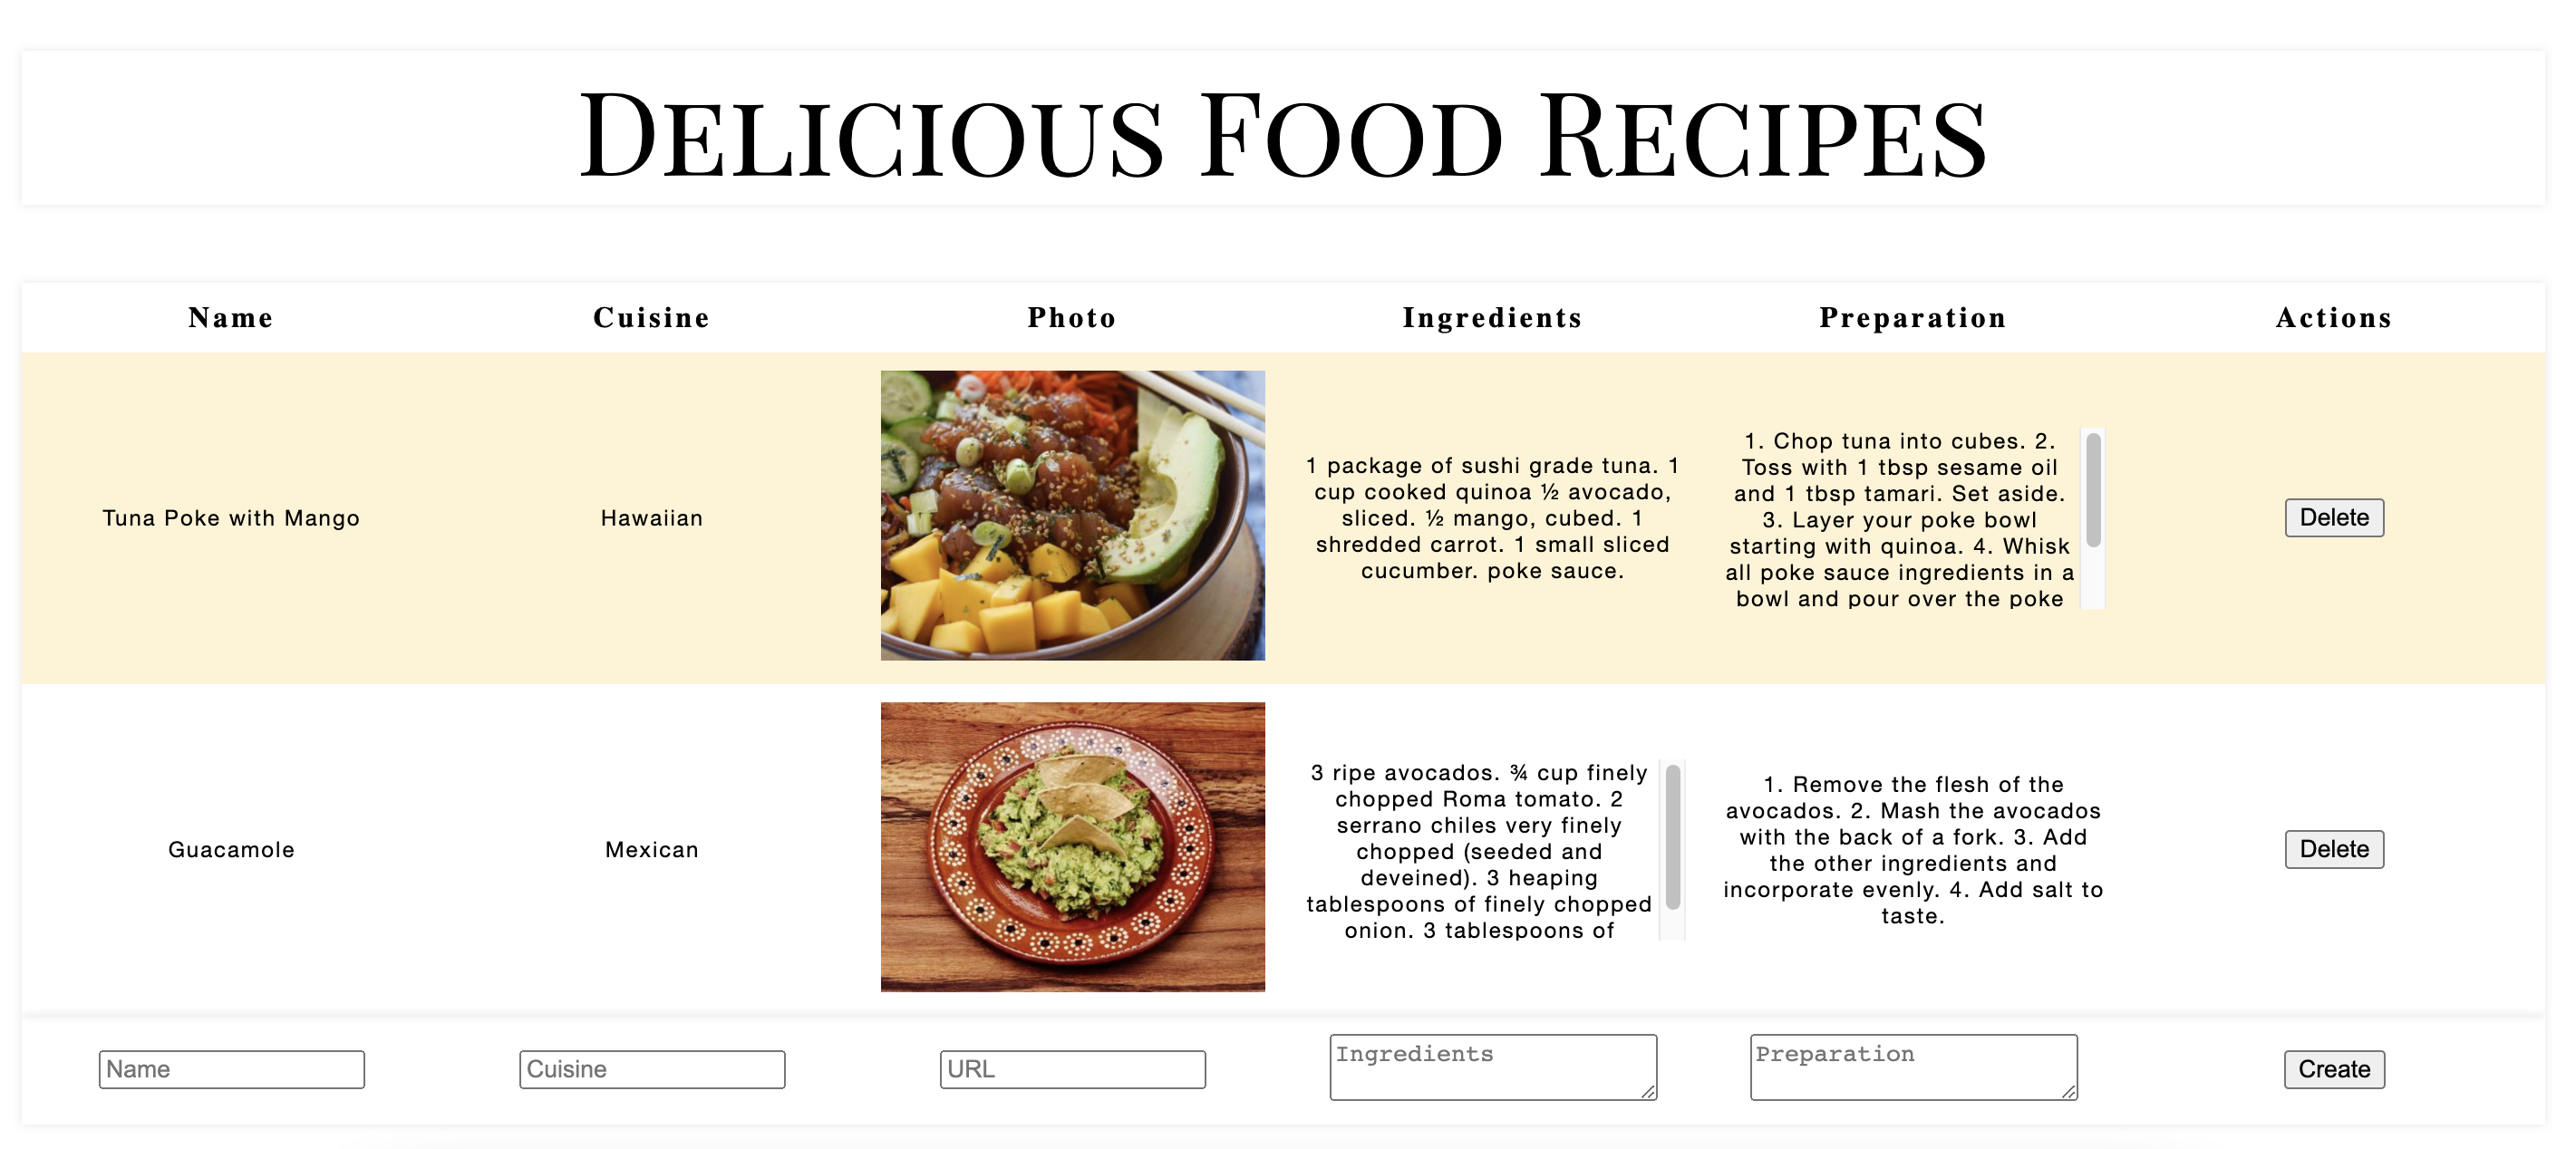 Delicious Food Recipes
Name
Cuisine
Photo
Ingredients
Preparation
Actions
Tuna Poke with Mango
Hawaiian
1 package of sushi grade tuna. 1
cup cooked quinoa ½ avocado,
sliced. ½ mango, cubed. 1
shredded carrot. 1 small sliced
cucumber. poke sauce.
1. Chop tuna into cubes. 2.
Toss with 1 tbsp sesame oil
and 1 tbsp tamari. Set aside.
3. Layer your poke bowl
starting with quinoa. 4. Whisk
all poke sauce ingredients in a
bowl and pour over the poke
Delete
Guacamole
Mexican
3 ripe avocados. ¾ cup finely
chopped Roma tomato. 2
serrano chiles very finely
chopped (seeded and
deveined). 3 heaping
tablespoons of finely chopped
onion. 3 tablespoons of
1. Remove the flesh of the
avocados. 2. Mash the avocados
with the back of a fork. 3. Add
the other ingredients and
incorporate evenly. 4. Add salt to
taste.
Delete
Name
Cuisine
URL
Ingredients
Preparation
Create